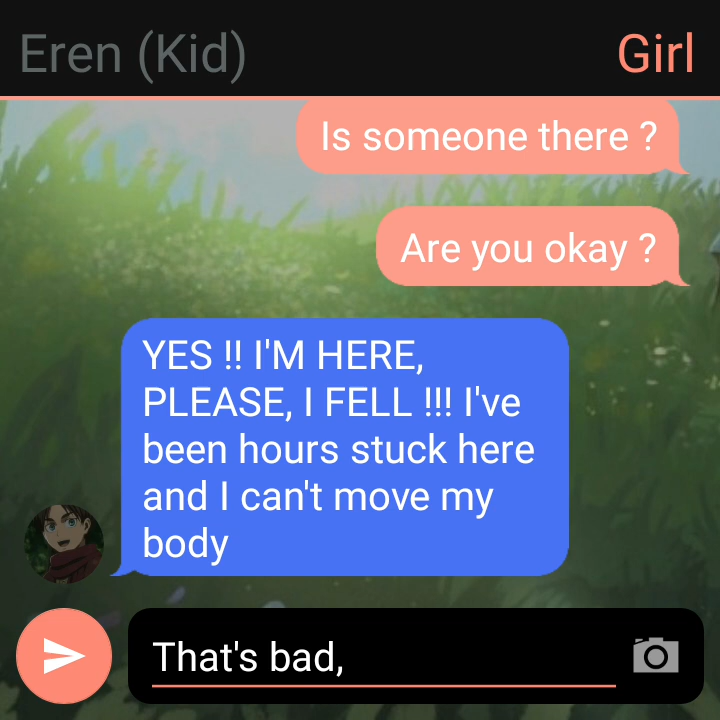 Eren (Kid)
Girl
Is someone there ?
Are you okay ?
YES !! I'M HERE,
PLEASE, I FELL !!! I've
been hours stuck here
and I can't move my
body
That's bad,